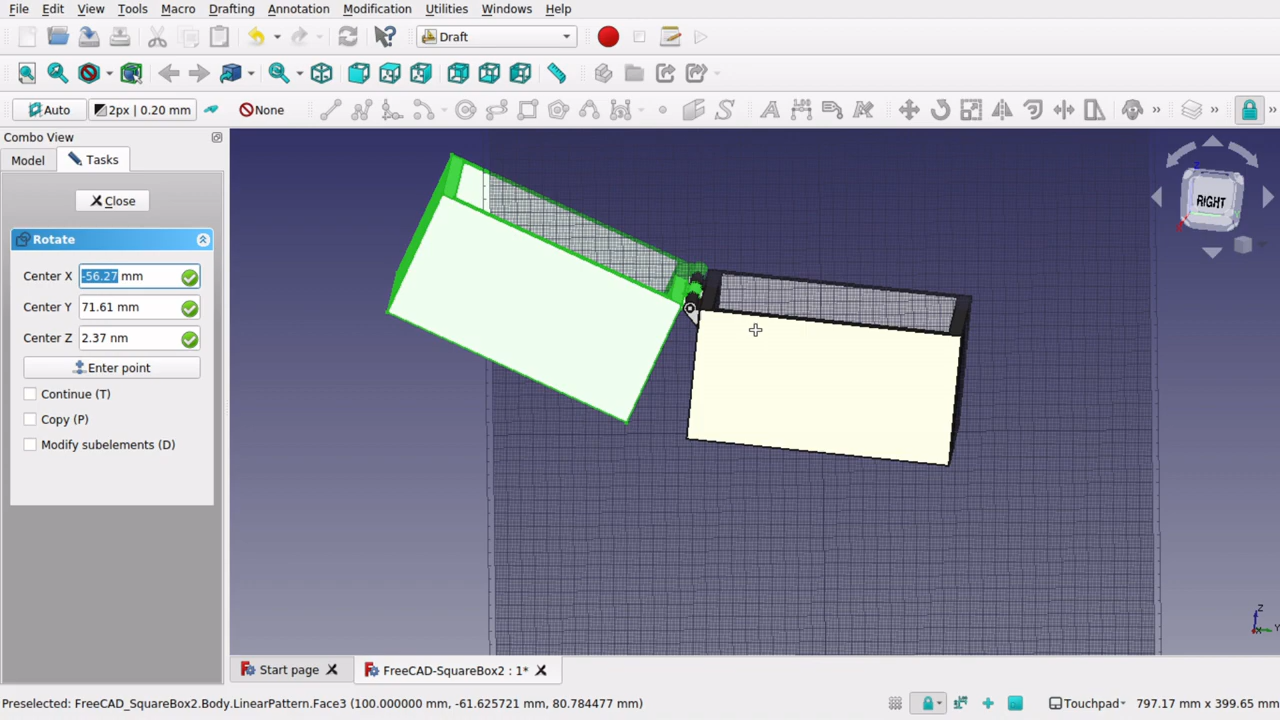 File Edit View Tools Macro Drafting Annotation Modification Utilities Windows Help
Draft
Auto 2px | 0.20 mm None
Combo View
Model Tasks
Close
Rotate
Center X -56.27 mm
Center Y 71.61 mm
Center Z 2.37 nm
Enter point
Continue (T)
Copy (P)
Modify subelements (D)
RIGHT
Z
Y
Start page FreeCAD-SquareBox2 : 1*
Preselected: FreeCAD_SquareBox2.Body.LinearPattern.Face3 (100.000000 mm, -61.625721 mm, 80.784477 mm) Touchpad 797.17 mm × 399.65 mm